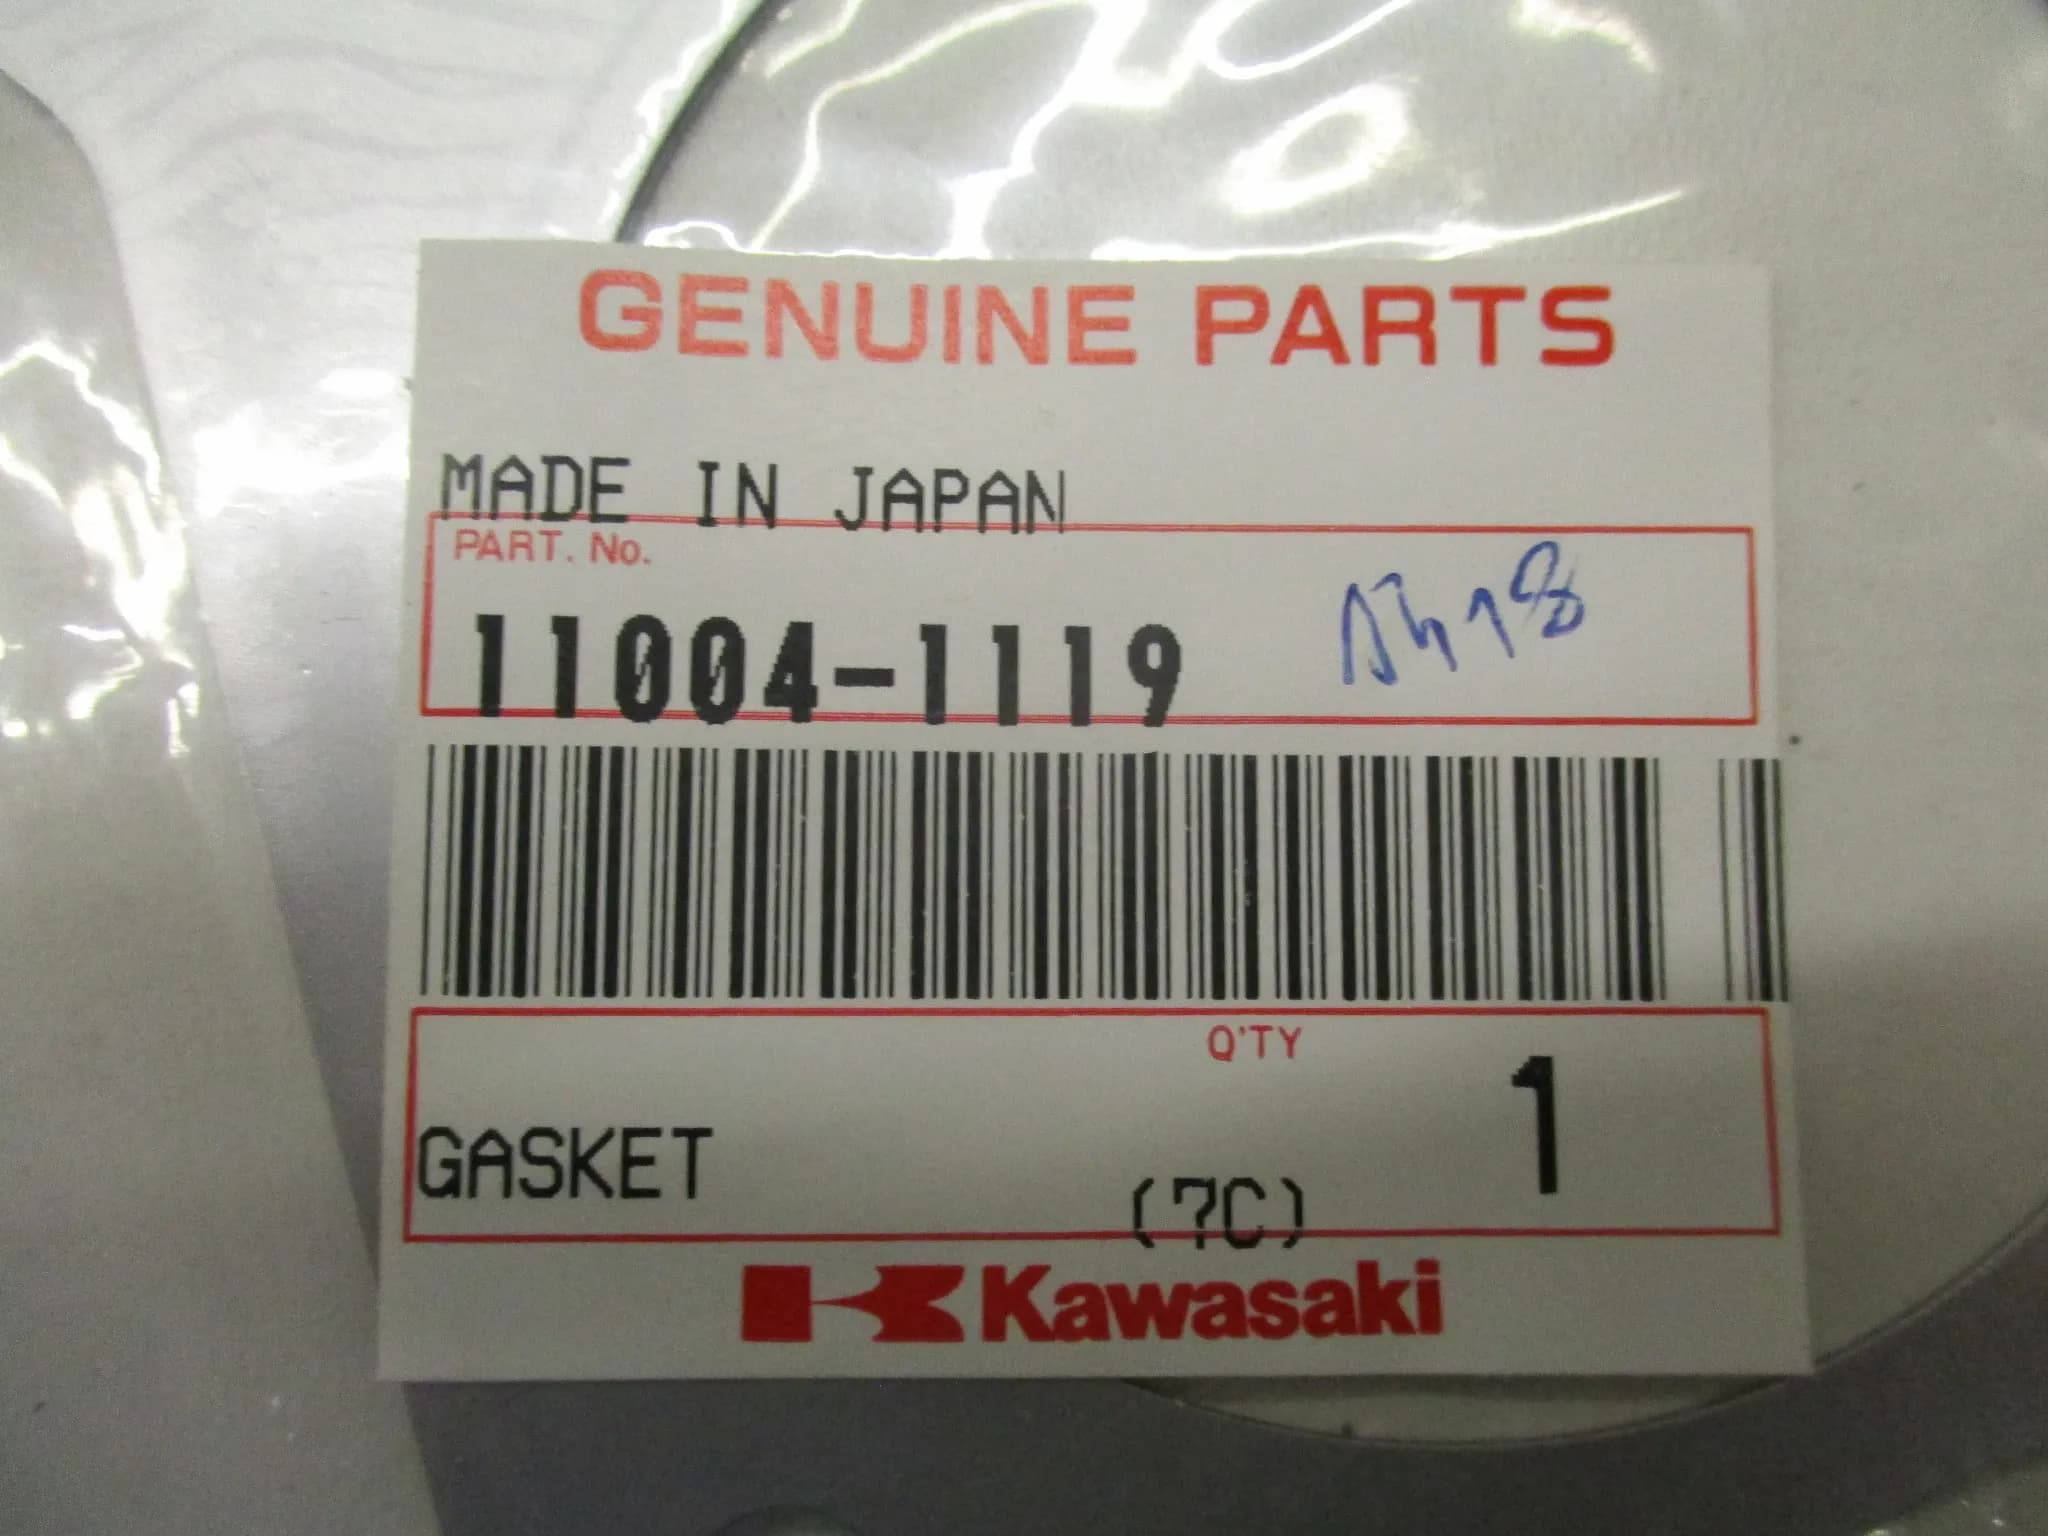 GENUINE PARTS
MADE IN JAPAN
PART. No.
11004-1119
Q'TY
1
GASKET
(7C)
Kawasaki